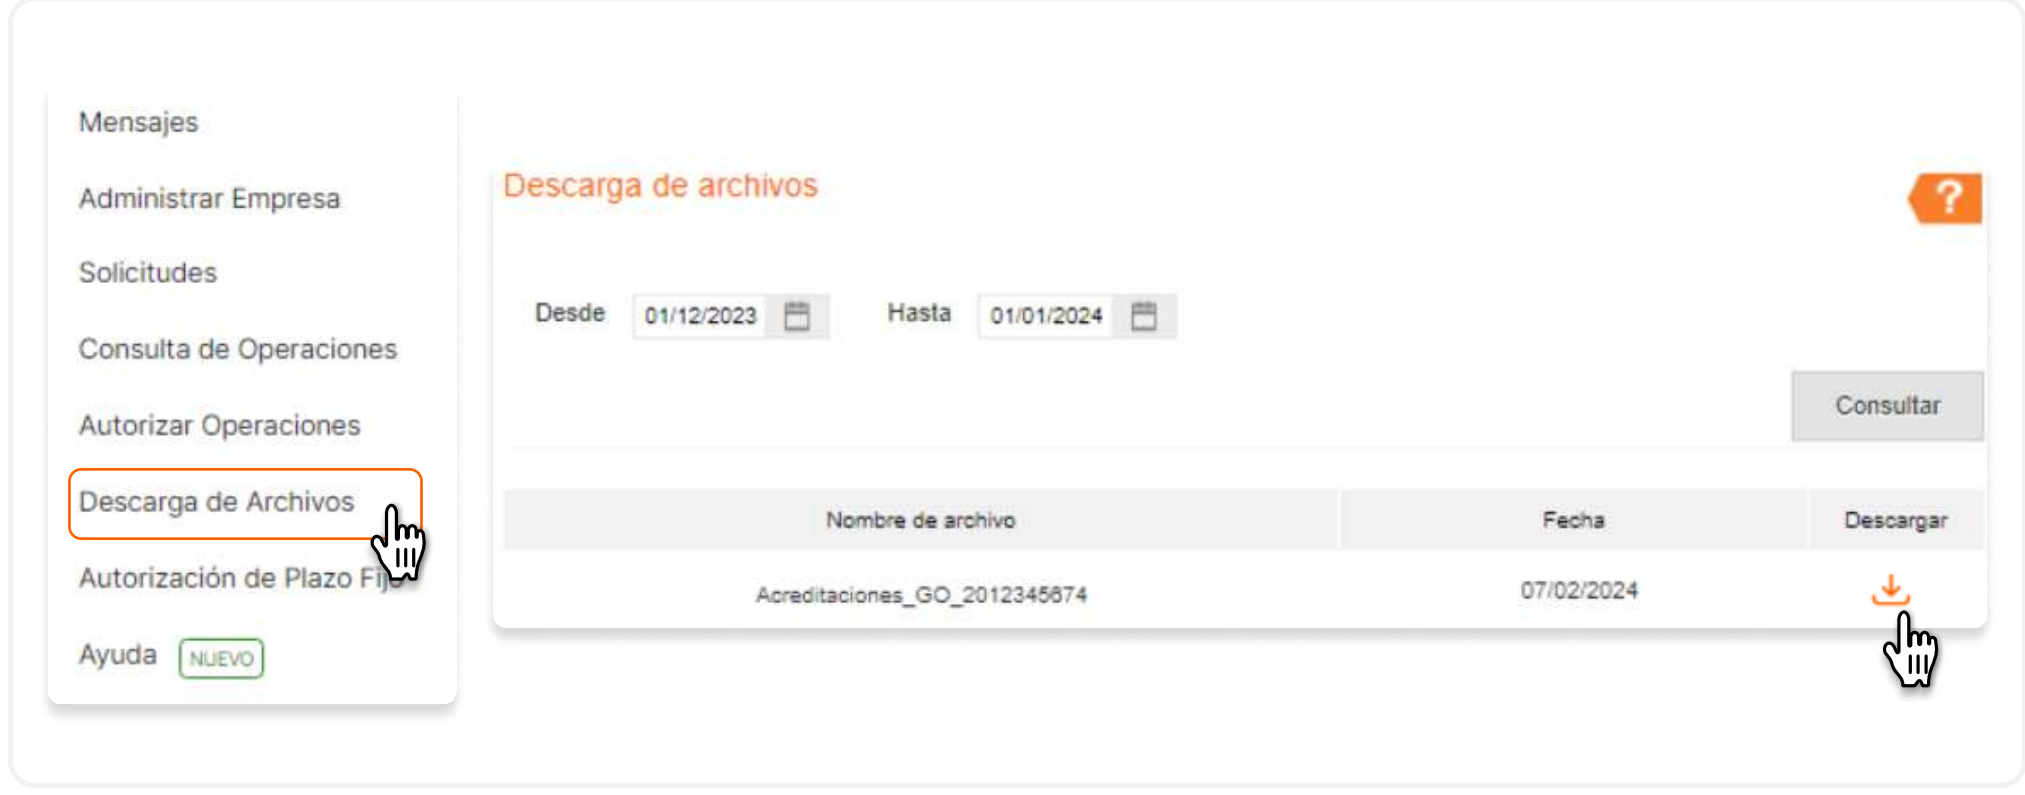 Mensajes
Administrar Empresa
Solicitudes
Consulta de Operaciones
Autorizar Operaciones
Descarga de Archivos
Autorización de Plazo Fijo
Ayuda NUEVO
Descarga de archivos
?
Desde 01/12/2023 Hasta 01/01/2024
Consultar
Nombre de archivo Fecha Descargar
Acreditaciones_GO_2012345674 07/02/2024